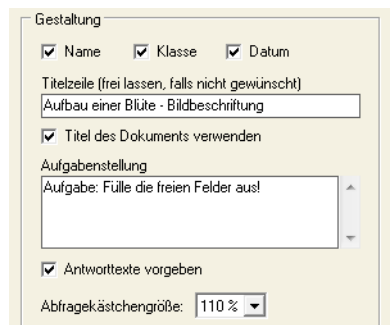 Gestaltung
Name Klasse Datum
Titelzeile (frei lassen, falls nicht gewünscht)
Aufbau einer Blüte - Bildbeschriftung
Titel des Dokuments verwenden
Aufgabenstellung
Aufgabe: Fülle die freien Felder aus!
Antworttexte vorgeben
Abfragekästchengröße: 110 %